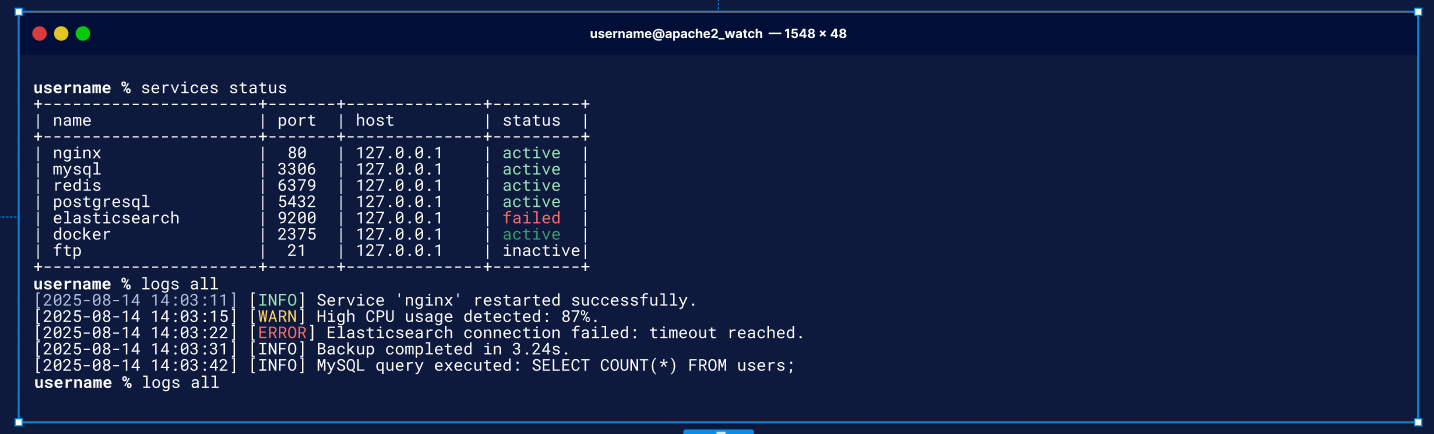 username@apache2_watch — 1548 × 48
username % services status
+----------------------+-------+--------------+---------+
| name                 | port  | host         | status  |
+----------------------+-------+--------------+---------+
| nginx                |  80   | 127.0.0.1    | active  |
| mysql                | 3306  | 127.0.0.1    | active  |
| redis                | 6379  | 127.0.0.1    | active  |
| postgresql           | 5432  | 127.0.0.1    | active  |
| elasticsearch        | 9200  | 127.0.0.1    | failed  |
| docker               | 2375  | 127.0.0.1    | active  |
| ftp                  |  21   | 127.0.0.1    | inactive|
+----------------------+-------+--------------+---------+
username % logs all
[2025-08-14 14:03:11] [INFO] Service 'nginx' restarted successfully.
[2025-08-14 14:03:15] [WARN] High CPU usage detected: 87%.
[2025-08-14 14:03:22] [ERROR] Elasticsearch connection failed: timeout reached.
[2025-08-14 14:03:31] [INFO] Backup completed in 3.24s.
[2025-08-14 14:03:42] [INFO] MySQL query executed: SELECT COUNT(*) FROM users;
username % logs all